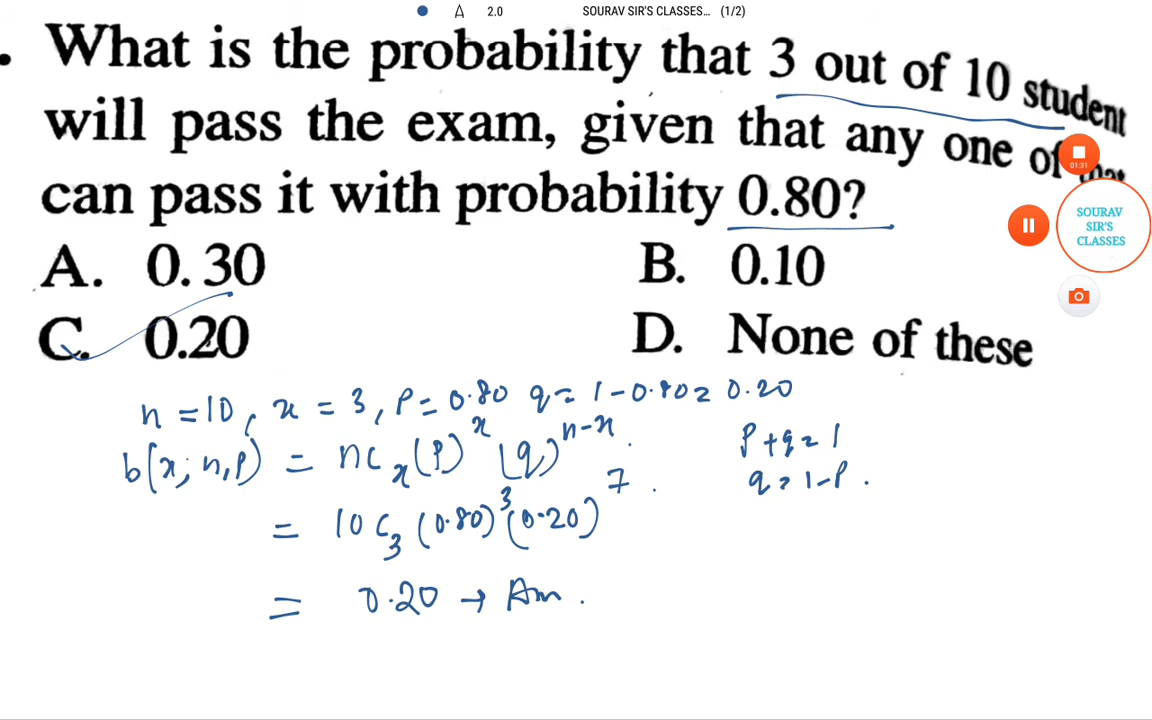 2.0 SOURAV SIR'S CLASSES... (1/2)
. What is the probability that 3 out of 10 student
will pass the exam, given that any one of
can pass it with probability 0.80?
01:31
SOURAV
SIR'S
CLASSES
A. 0.30 B. 0.10
C. 0.20 D. None of these
n = 10, x = 3, P = 0.80 q = 1 - 0.80 = 0.20
b(x; n, p) = nCx (P)^x (q)^n-x. P + q = 1
q = 1 - P.
= 10C3 (0.80)^3 (0.20)^7.
= 0.20 → Am.